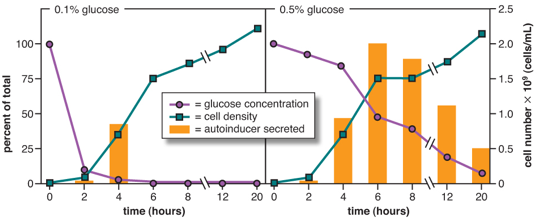 0.1% glucose
0.5% glucose
percent of total
100
75
50
25
0
0 2 4 6 8 12 20
time (hours)
= glucose concentration
= cell density
= autoinducer secreted
0 2 4 6 8 12 20
time (hours)
2.5
2.0
1.5
1.0
0.5
0
cell number × 10⁹ (cells/mL)